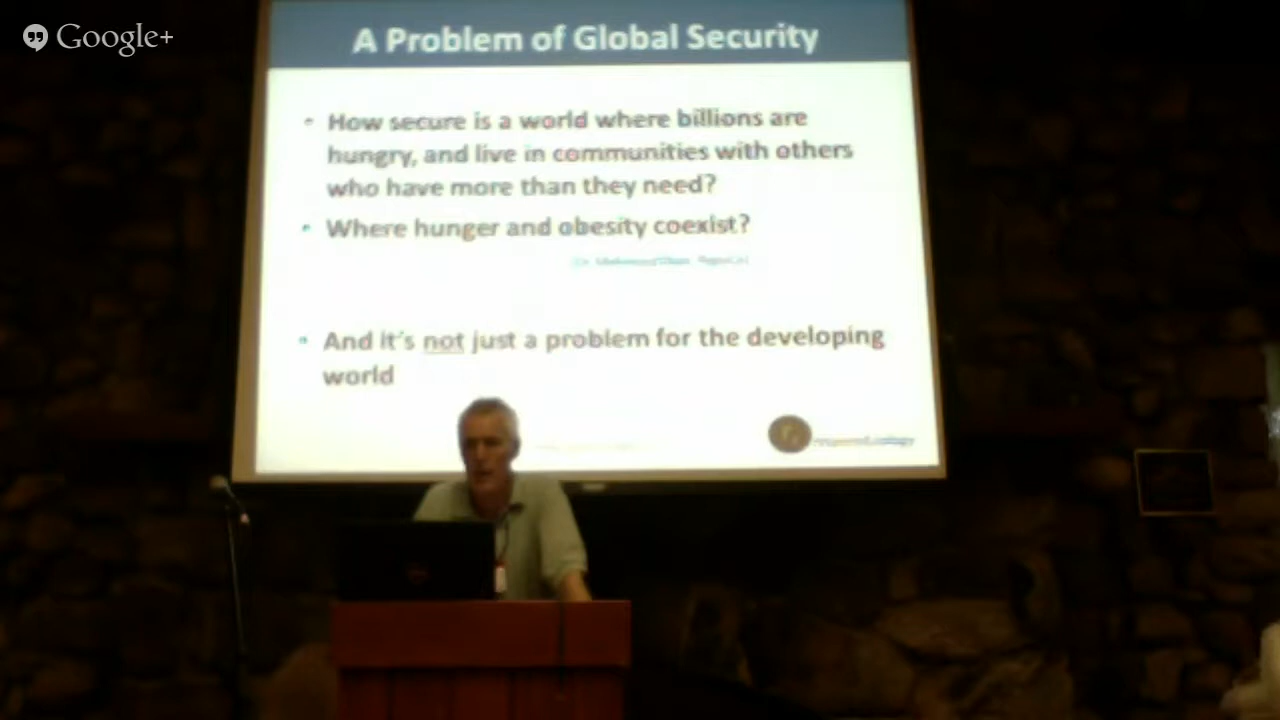 Google+
A Problem of Global Security
• How secure is a world where billions are
hungry, and live in communities with others
who have more than they need?
• Where hunger and obesity coexist?
• And it's not just a problem for the developing
world